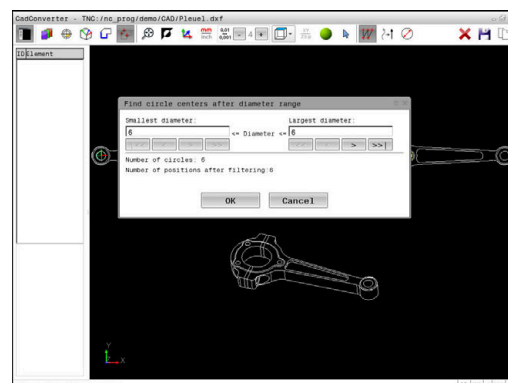 CadConverter - TNC:/nc_prog/demo/CAD/Pleuel.dxf
mm
inch
0,01
0,001
4
ID Element
Find circle centers after diameter range
Smallest diameter:
Largest diameter:
6 <= Diameter <= 6
|<< < > >> |<< < > >>|
Number of circles: 6
Number of positions after filtering:6
OK Cancel
Y
X